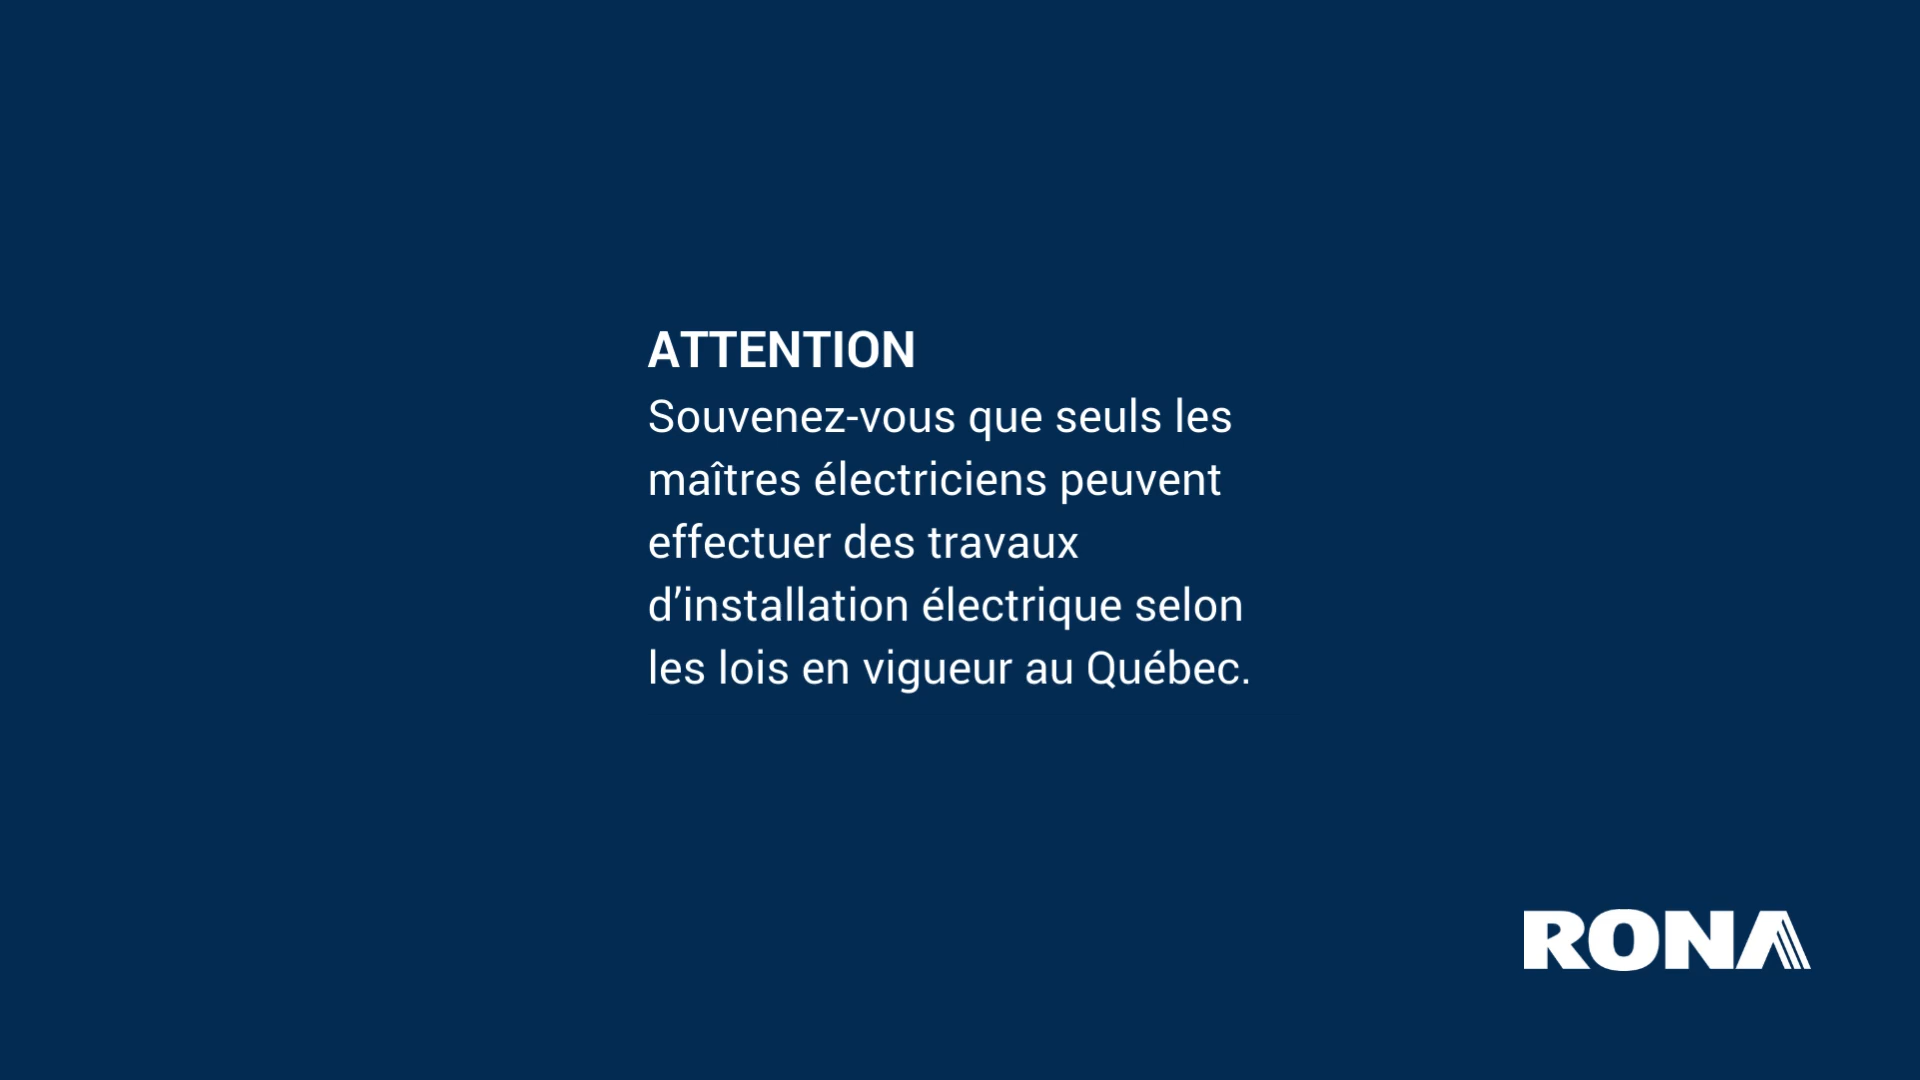 ATTENTION
Souvenez-vous que seuls les
maîtres électriciens peuvent
effectuer des travaux
d’installation électrique selon
les lois en vigueur au Québec.
RONA